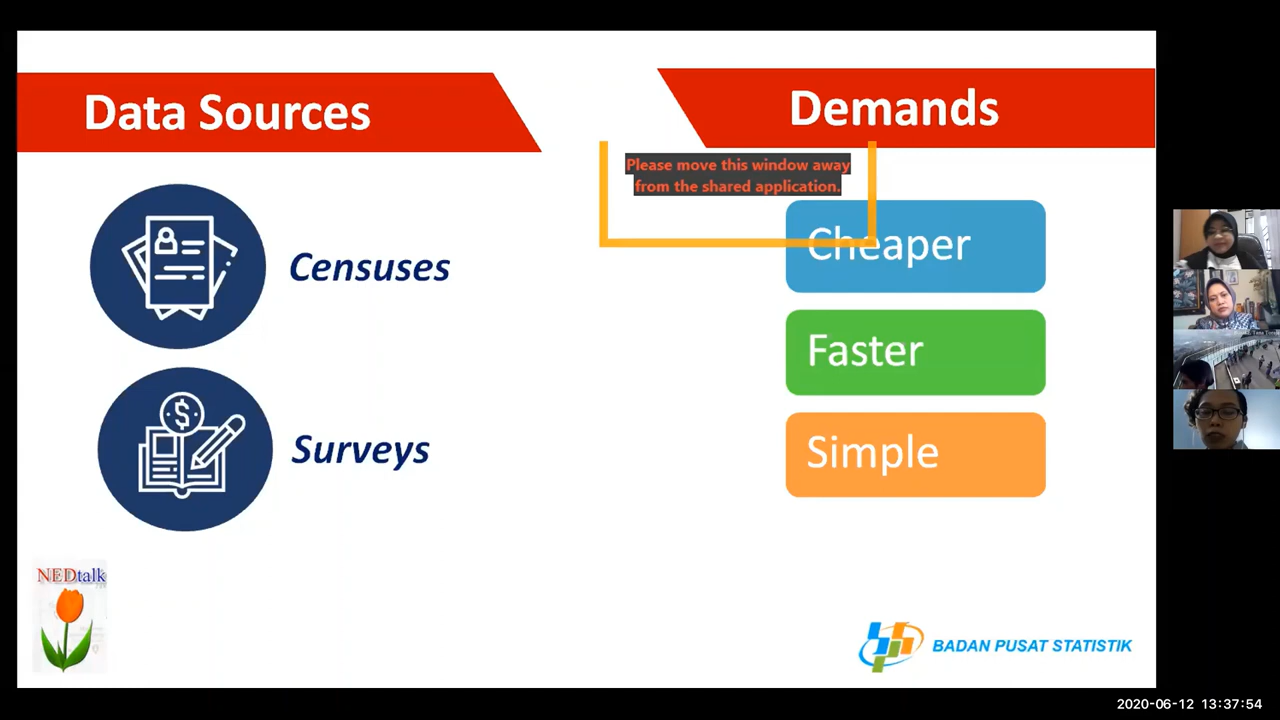 Data Sources
Demands
Please move this window away
from the shared application.
Censuses
Surveys
Cheaper
Faster
Simple
NEDtalk
BADAN PUSAT STATISTIK
2020-06-12 13:37:54